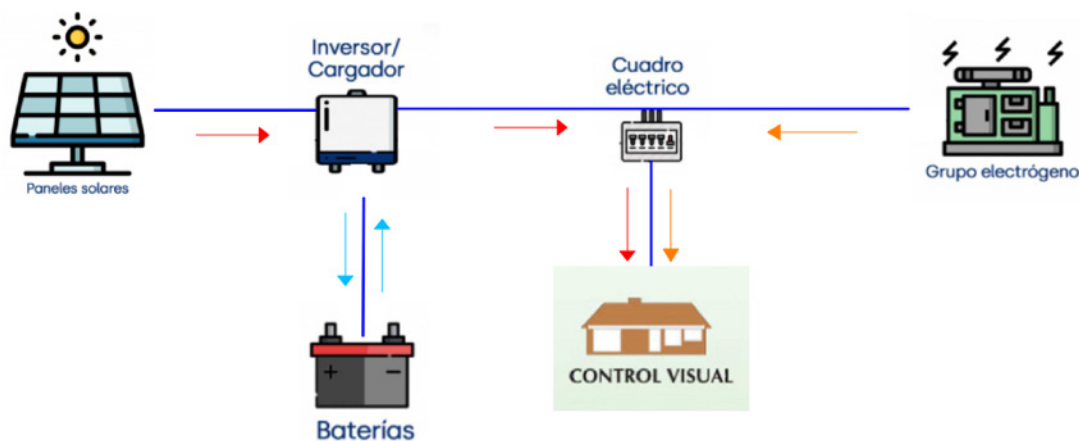 Inversor/
Cargador
Cuadro
eléctrico
Paneles solares
Grupo electrógeno
CONTROL VISUAL
Baterías